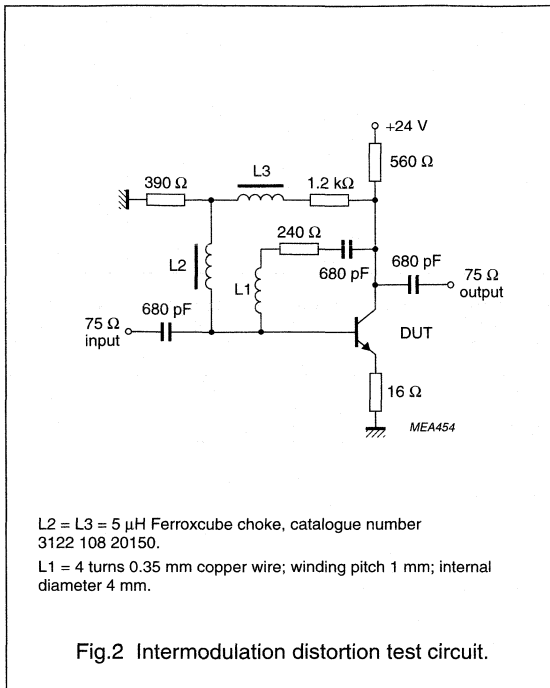 +24 V
560 Ω
390 Ω
L3
1.2 kΩ
240 Ω
L2
680 pF
680 pF
L1
75 Ω
output
680 pF
75 Ω
input
DUT
16 Ω
MEA454
L2 = L3 = 5 μH Ferroxcube choke, catalogue number
3122 108 20150.
L1 = 4 turns 0.35 mm copper wire; winding pitch 1 mm; internal
diameter 4 mm.
Fig.2 Intermodulation distortion test circuit.